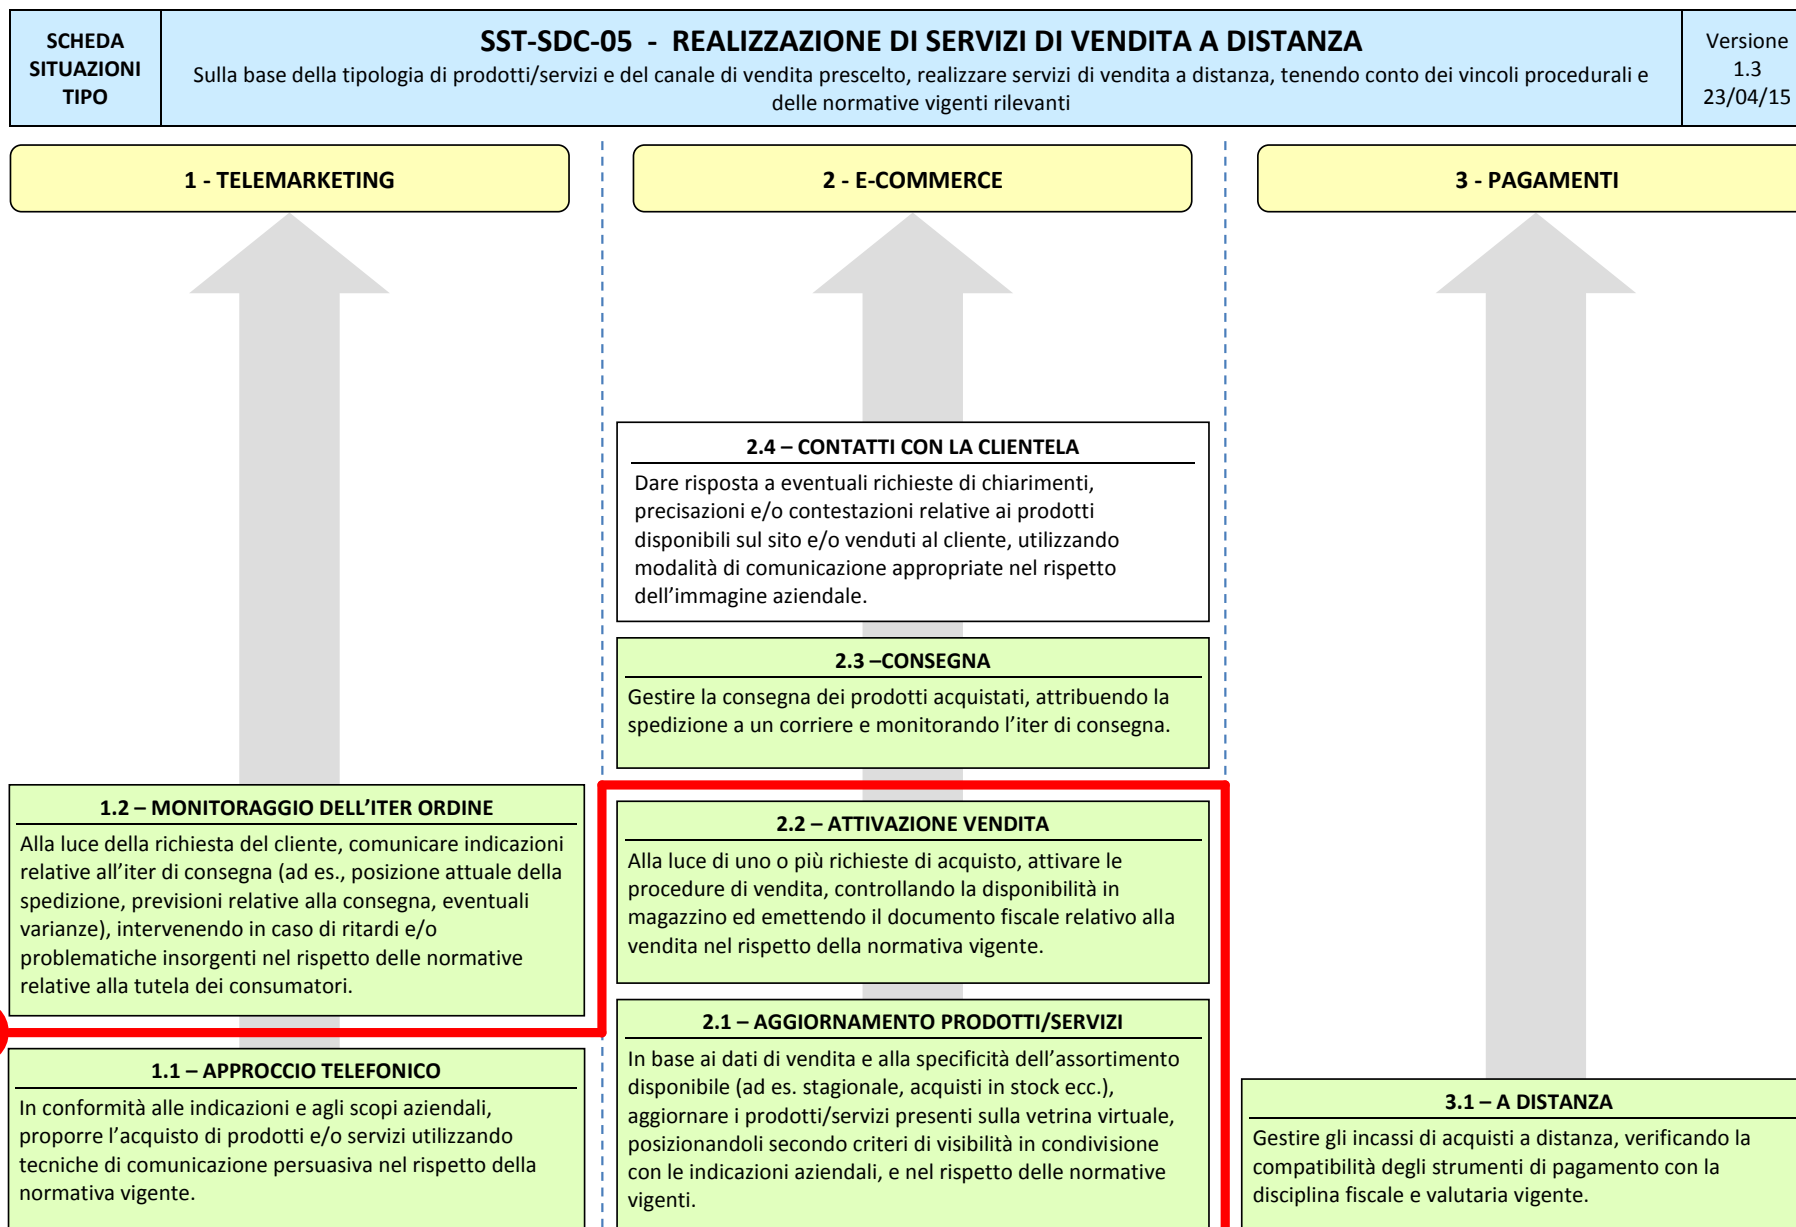 SCHEDA
SITUAZIONI
TIPO
SST-SDC-05 - REALIZZAZIONE DI SERVIZI DI VENDITA A DISTANZA
Sulla base della tipologia di prodotti/servizi e del canale di vendita prescelto, realizzare servizi di vendita a distanza, tenendo conto dei vincoli procedurali e
delle normative vigenti rilevanti
Versione
1.3
23/04/15
1 - TELEMARKETING
2 - E-COMMERCE
3 - PAGAMENTI
2.4 – CONTATTI CON LA CLIENTELA
Dare risposta a eventuali richieste di chiarimenti,
precisazioni e/o contestazioni relative ai prodotti
disponibili sul sito e/o venduti al cliente, utilizzando
modalità di comunicazione appropriate nel rispetto
dell’immagine aziendale.
2.3 –CONSEGNA
Gestire la consegna dei prodotti acquistati, attribuendo la
spedizione a un corriere e monitorando l’iter di consegna.
1.2 – MONITORAGGIO DELL’ITER ORDINE
Alla luce della richiesta del cliente, comunicare indicazioni
relative all’iter di consegna (ad es., posizione attuale della
spedizione, previsioni relative alla consegna, eventuali
varianze), intervenendo in caso di ritardi e/o
problematiche insorgenti nel rispetto delle normative
relative alla tutela dei consumatori.
2.2 – ATTIVAZIONE VENDITA
Alla luce di uno o più richieste di acquisto, attivare le
procedure di vendita, controllando la disponibilità in
magazzino ed emettendo il documento fiscale relativo alla
vendita nel rispetto della normativa vigente.
1.1 – APPROCCIO TELEFONICO
In conformità alle indicazioni e agli scopi aziendali,
proporre l’acquisto di prodotti e/o servizi utilizzando
tecniche di comunicazione persuasiva nel rispetto della
normativa vigente.
2.1 – AGGIORNAMENTO PRODOTTI/SERVIZI
In base ai dati di vendita e alla specificità dell’assortimento
disponibile (ad es. stagionale, acquisti in stock ecc.),
aggiornare i prodotti/servizi presenti sulla vetrina virtuale,
posizionandoli secondo criteri di visibilità in condivisione
con le indicazioni aziendali, e nel rispetto delle normative
vigenti.
3.1 – A DISTANZA
Gestire gli incassi di acquisti a distanza, verificando la
compatibilità degli strumenti di pagamento con la
disciplina fiscale e valutaria vigente.